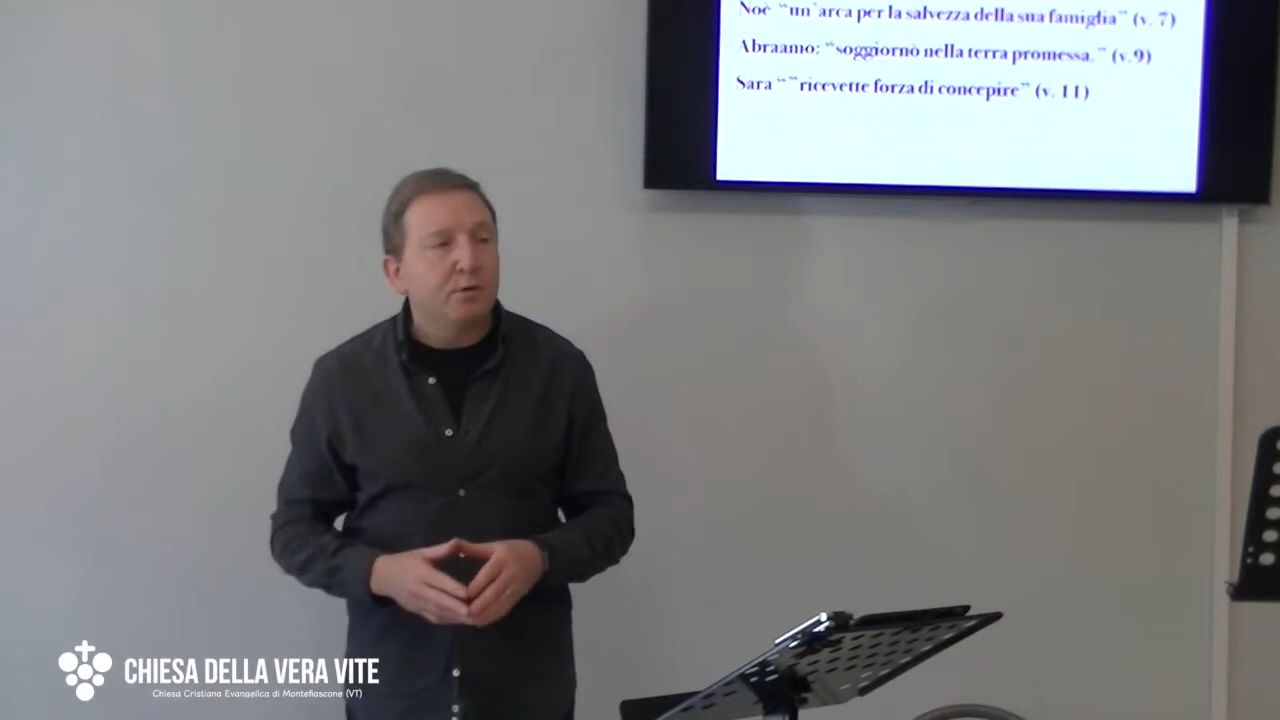 Noè “un'arca per la salvezza della sua famiglia” (v. 7)
Abraamo: “soggiornò nella terra promessa.” (v.9)
Sara “”ricevette forza di concepire” (v. 11)
CHIESA DELLA VERA VITE
Chiesa Cristiana Evangelica di Montefiascone (VT)